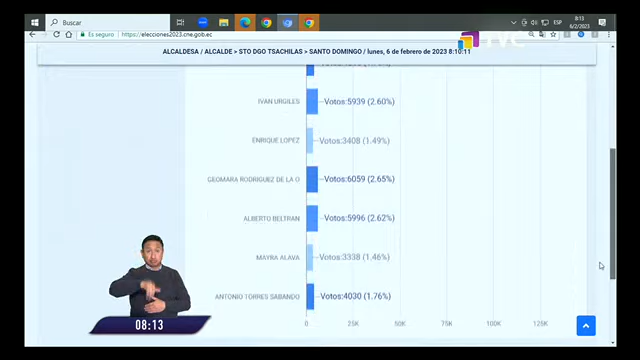 Buscar
ESP
8:13
6/2/2023
Es seguro
https://elecciones2023.cne.gob.ec
TVC
ALCALDESA / ALCALDE > STO DGO TSACHILAS > SANTO DOMINGO / lunes, 6 de febrero de 2023 8:10:11
IVAN URGILES Votos:5939 (2.60%)
ENRIQUE LOPEZ Votos:3408 (1.49%)
GEOMARA RODRIGUEZ DE LA O Votos:6059 (2.65%)
ALBERTO BELTRAN Votos:5996 (2.62%)
MAYRA ALAVA Votos:3338 (1.46%)
ANTONIO TORRES SABANDO Votos:4030 (1.76%)
0 25K 50K 75K 100K 125K
08:13